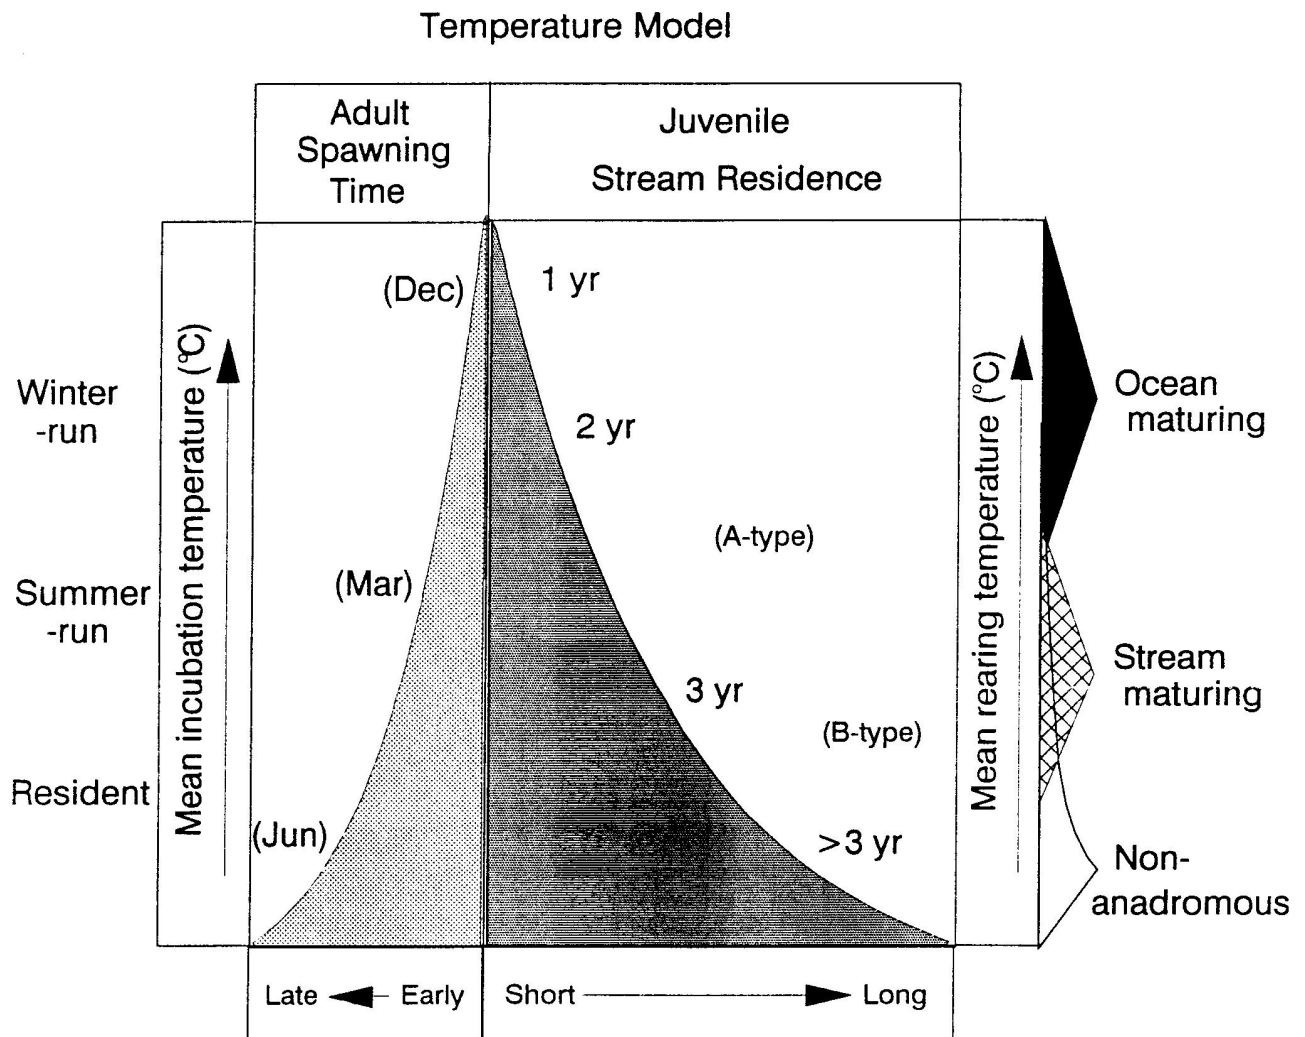 Temperature Model
Adult
Spawning
Time
Juvenile
Stream Residence
Winter
-run
Summer
-run
Resident
Mean incubation temperature (°C)
(Dec)
(Mar)
(Jun)
1 yr
2 yr
3 yr
>3 yr
(A-type)
(B-type)
Mean rearing temperature (°C)
Ocean
maturing
Stream
maturing
Non-
anadromous
Late
Early
Short
Long